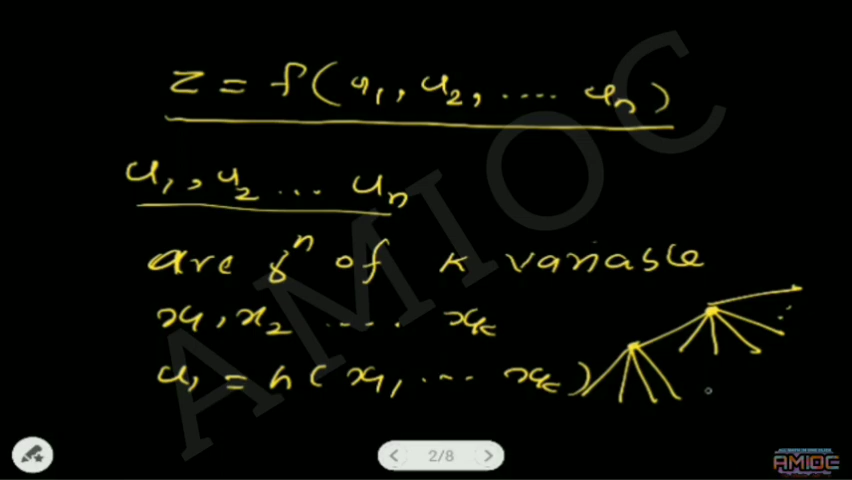 z = f(u₁, u₂, .... uₙ)
u₁, u₂ ... uₙ
are fⁿ of k variable
x₁, x₂ .... xₖ
u₁ = h(x₁, .... xₖ)
2/8
AMIOC
AMIOC